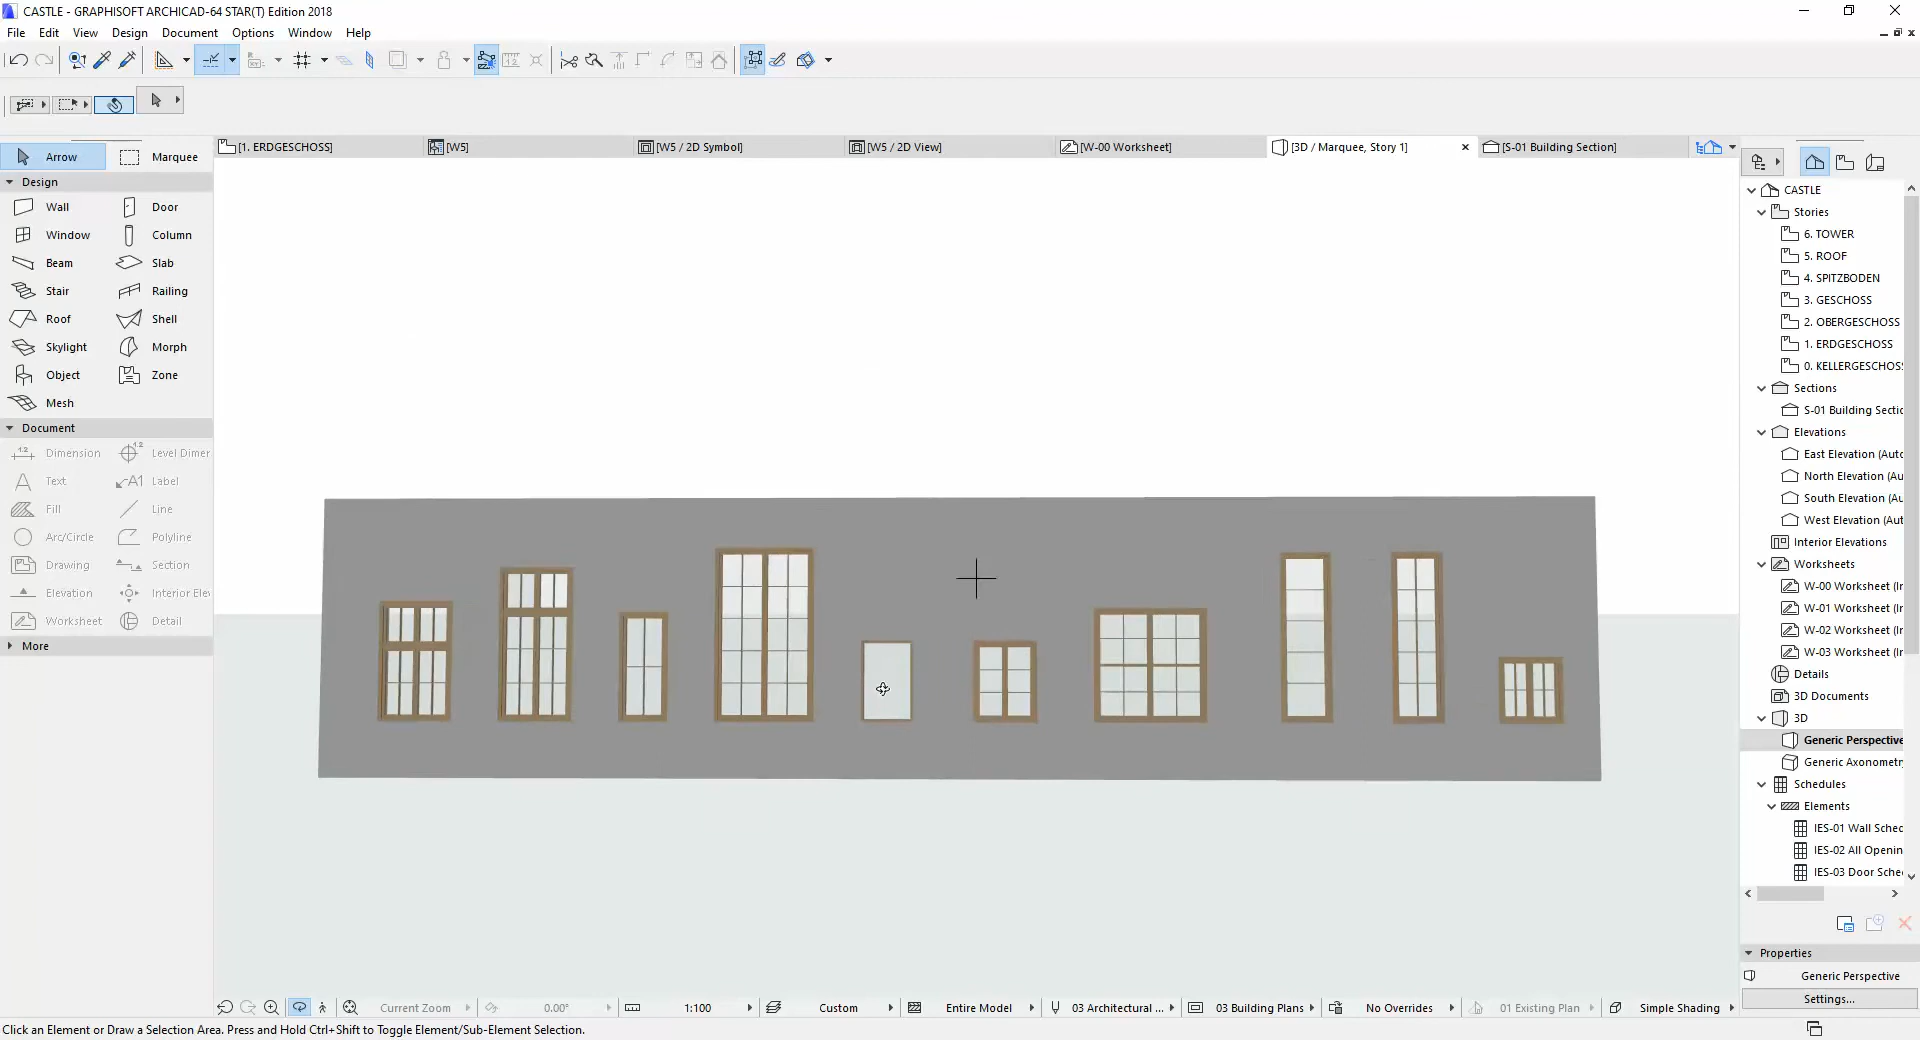 CASTLE - GRAPHISOFT ARCHICAD-64 STAR(T) Edition 2018
File Edit View Design Document Options Window Help
[1. ERDGESCHOSS] [W5] [W5 / 2D Symbol] [W5 / 2D View] [W-00 Worksheet] [3D / Marquee, Story 1] [S-01 Building Section]
Arrow Marquee
Design
Wall Door
Window Column
Beam Slab
Stair Railing
Roof Shell
Skylight Morph
Object Zone
Mesh
Document
Dimension Level Dimer
Text Label
Fill Line
Arc/Circle Polyline
Drawing Section
Elevation Interior Ele
Worksheet Detail
More
CASTLE
Stories
6. TOWER
5. ROOF
4. SPITZBODEN
3. GESCHOSS
2. OBERGESCHOSS
1. ERDGESCHOSS
0. KELLERGESCHOS
Sections
S-01 Building Sectio
Elevations
East Elevation (Auto
North Elevation (Au
South Elevation (Au
West Elevation (Aut
Interior Elevations
Worksheets
W-00 Worksheet (Ir
W-01 Worksheet (Ir
W-02 Worksheet (Ir
W-03 Worksheet (Ir
Details
3D Documents
3D
Generic Perspective
Generic Axonometr
Schedules
Elements
IES-01 Wall Sched
IES-02 All Openin
IES-03 Door Sche
Properties
Generic Perspective
Settings...
Current Zoom 0.00° 1:100 Custom Entire Model 03 Architectural ... 03 Building Plans No Overrides 01 Existing Plan Simple Shading
Click an Element or Draw a Selection Area. Press and Hold Ctrl+Shift to Toggle Element/Sub-Element Selection.